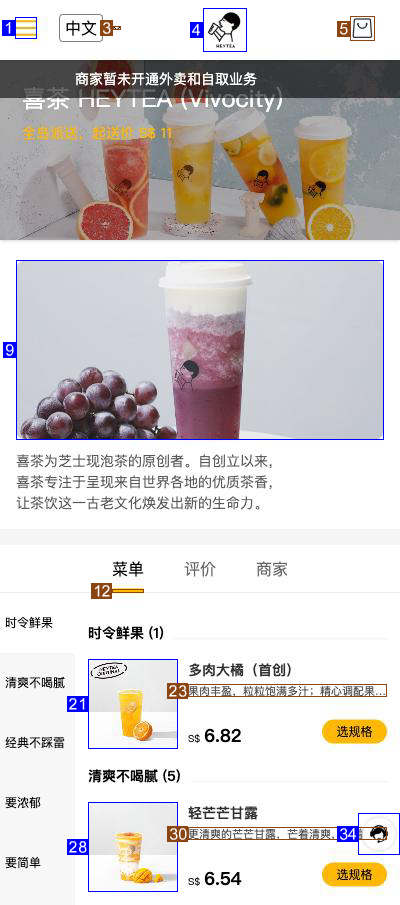 中文
HEYTEA
商家暂未开通外卖和自取业务
喜茶 HEYTEA (Vivocity)
全岛派送，起送价 S$ 11
喜茶为芝士现泡茶的原创者。自创立以来，
喜茶专注于呈现来自世界各地的优质茶香，
让茶饮这一古老文化焕发出新的生命力。
菜单
评价
商家
时令鲜果
清爽不喝腻
经典不踩雷
要浓郁
要简单
时令鲜果 (1)
多肉大橘（首创）
果肉丰盈，粒粒饱满多汁；精心调配果...
S$ 6.82
选规格
清爽不喝腻 (5)
轻芒芒甘露
更清爽的芒芒甘露，芒着清爽，
S$ 6.54
选规格
1
3
4
5
9
12
21
23
28
30
34